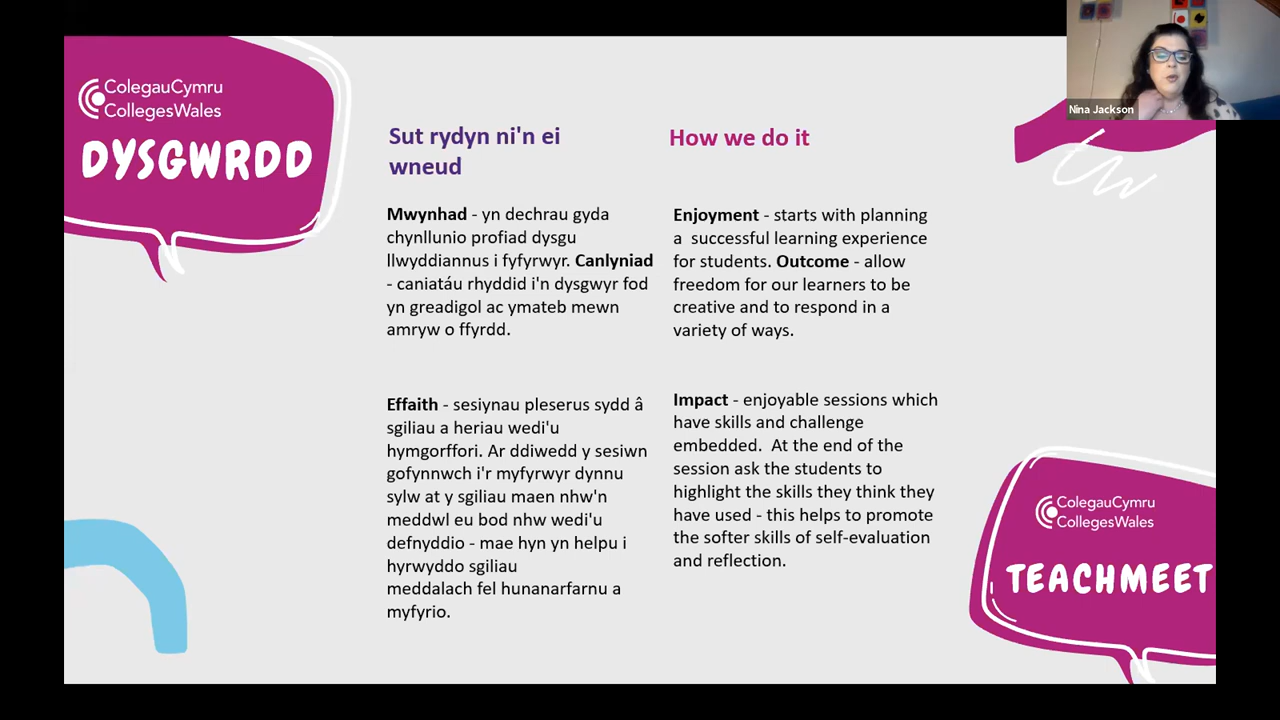 ColegauCymru
CollegesWales
DYSGWRDD
Nina Jackson
Sut rydyn ni'n ei
wneud
Mwynhad - yn dechrau gyda
chynllunio profiad dysgu
llwyddiannus i fyfyrwyr. Canlyniad
- caniatáu rhyddid i'n dysgwyr fod
yn greadigol ac ymateb mewn
amryw o ffyrdd.
Effaith - sesiynau pleserus sydd â
sgiliau a heriau wedi'u
hymgorffori. Ar ddiwedd y sesiwn
gofynnwch i'r myfyrwyr dynnu
sylw at y sgiliau maen nhw'n
meddwl eu bod nhw wedi'u
defnyddio - mae hyn yn helpu i
hyrwyddo sgiliau
meddalach fel hunanarfarnu a
myfyrio.
How we do it
Enjoyment - starts with planning
a  successful learning experience
for students. Outcome - allow
freedom for our learners to be
creative and to respond in a
variety of ways.
Impact - enjoyable sessions which
have skills and challenge
embedded.  At the end of the
session ask the students to
highlight the skills they think they
have used - this helps to promote
the softer skills of self-evaluation
and reflection.
ColegauCymru
CollegesWales
TEACHMEET